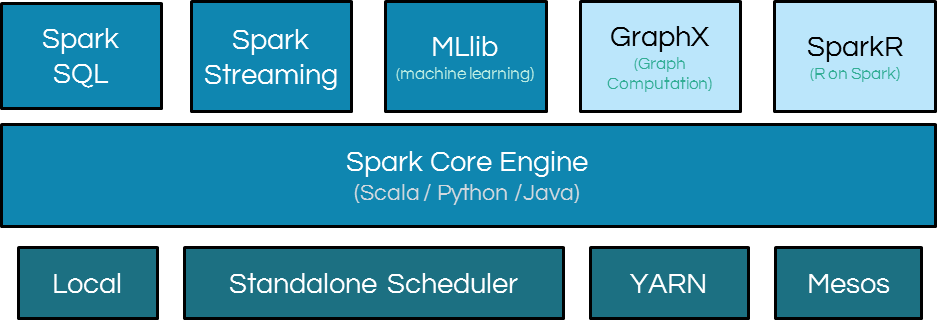 Spark
SQL
Spark
Streaming
MLlib
(machine learning)
GraphX
(Graph
Computation)
SparkR
(R on Spark)
Spark Core Engine
(Scala / Python /Java)
Local
Standalone Scheduler
YARN
Mesos